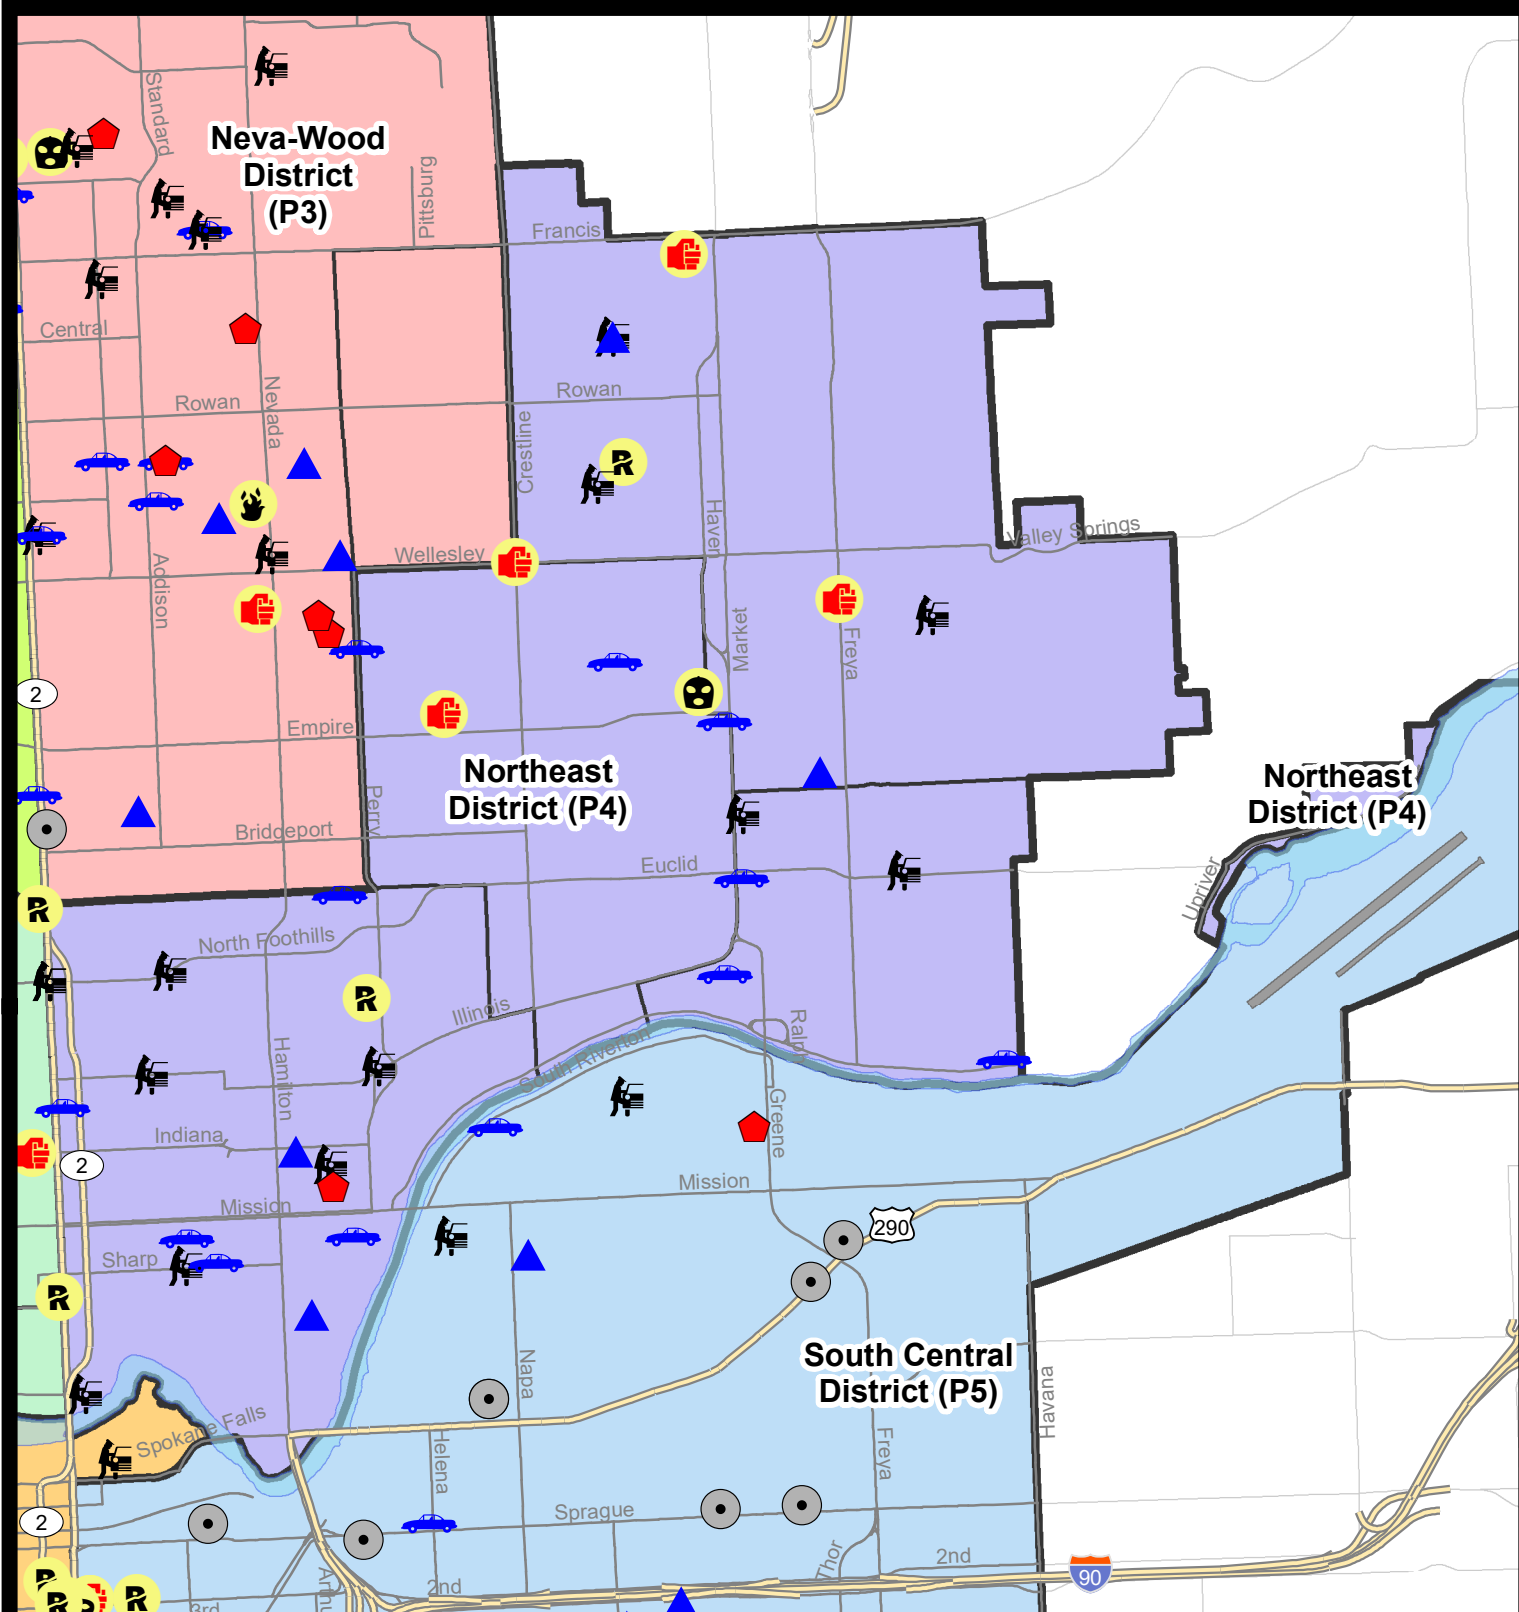 Standard
Neva-Wood
District
(P3)
Pittsburg
Francis
Central
Nevada
Rowan
Rowan
Crestline
Haven
Valley Springs
Wellesley
Addison
Market
Freya
2
Empire
Northeast
District (P4)
Northeast
District (P4)
Perry
Bridgeport
Euclid
Upriver
North Foothills
Illinois
Ralph
South Riverton
Hamilton
Greene
Indiana
2
Mission
Mission
290
Sharp
South Central
District (P5)
Napa
Havana
Spokane Falls
Helena
Freya
Sprague
2
2nd
Thor
90
2nd
3rd
R
R
R
R
R
R
R